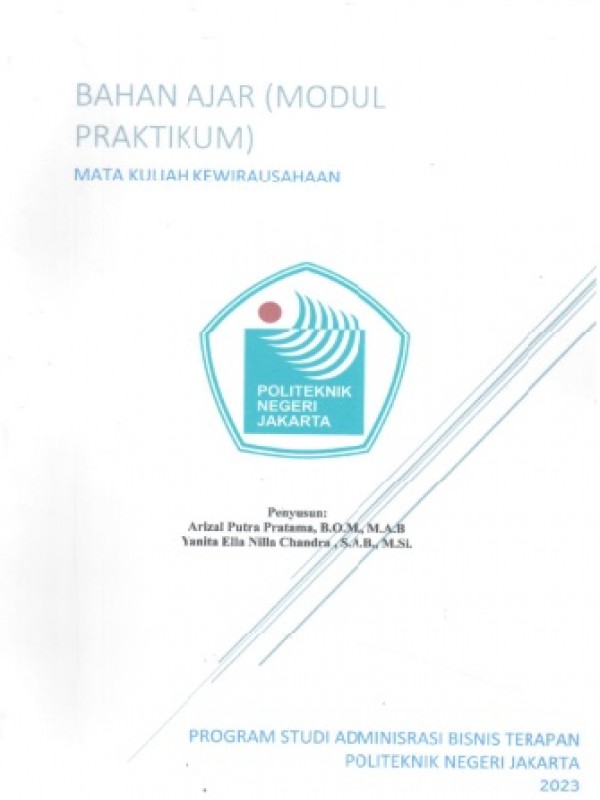 BAHAN AJAR (MODUL
PRAKTIKUM)
MATA KULIAH KEWIRAUSAHAAN
POLITEKNIK
NEGERI
JAKARTA
Penyusun:
Arizal Putra Pratama, B.O.M., M.A.B
Yanita Ella Nilla Chandra , S.A.B., M.Si.
PROGRAM STUDI ADMINISRASI BISNIS TERAPAN
POLITEKNIK NEGERI JAKARTA
2023